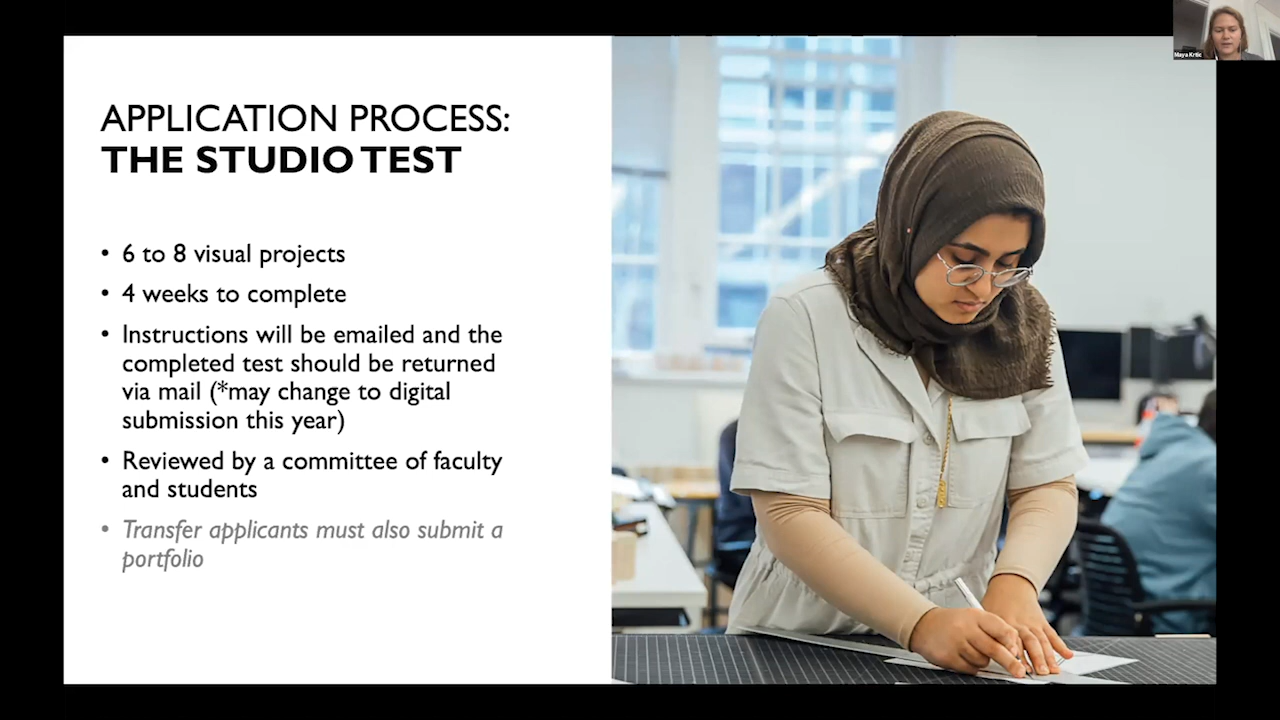 Maya Krtic
APPLICATION PROCESS:
THE STUDIO TEST
• 6 to 8 visual projects
• 4 weeks to complete
• Instructions will be emailed and the
completed test should be returned
via mail (*may change to digital
submission this year)
• Reviewed by a committee of faculty
and students
• Transfer applicants must also submit a
portfolio